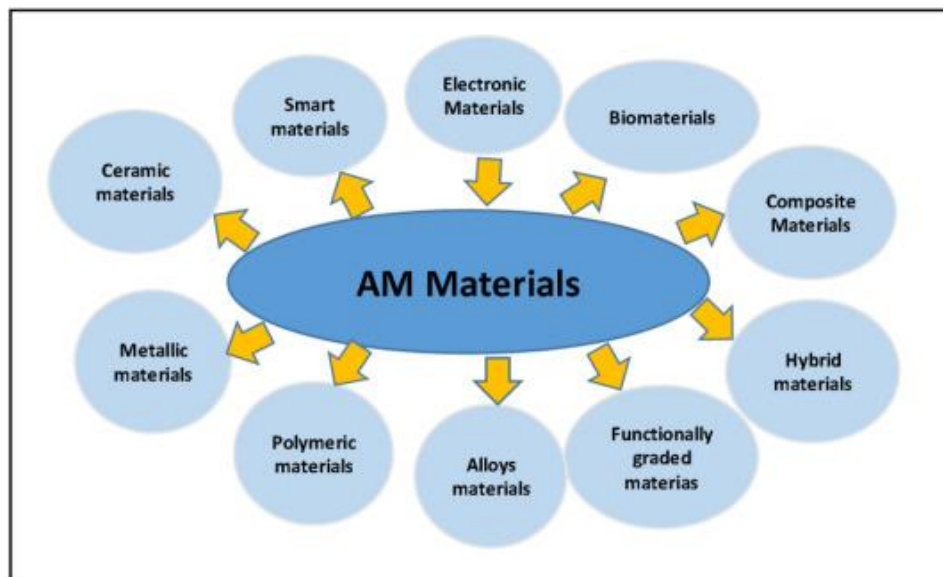 Electronic
Materials
Smart
materials
Biomaterials
Ceramic
materials
Composite
Materials
AM Materials
Metallic
materials
Hybrid
materials
Polymeric
materials
Alloys
materials
Functionally
graded
materias